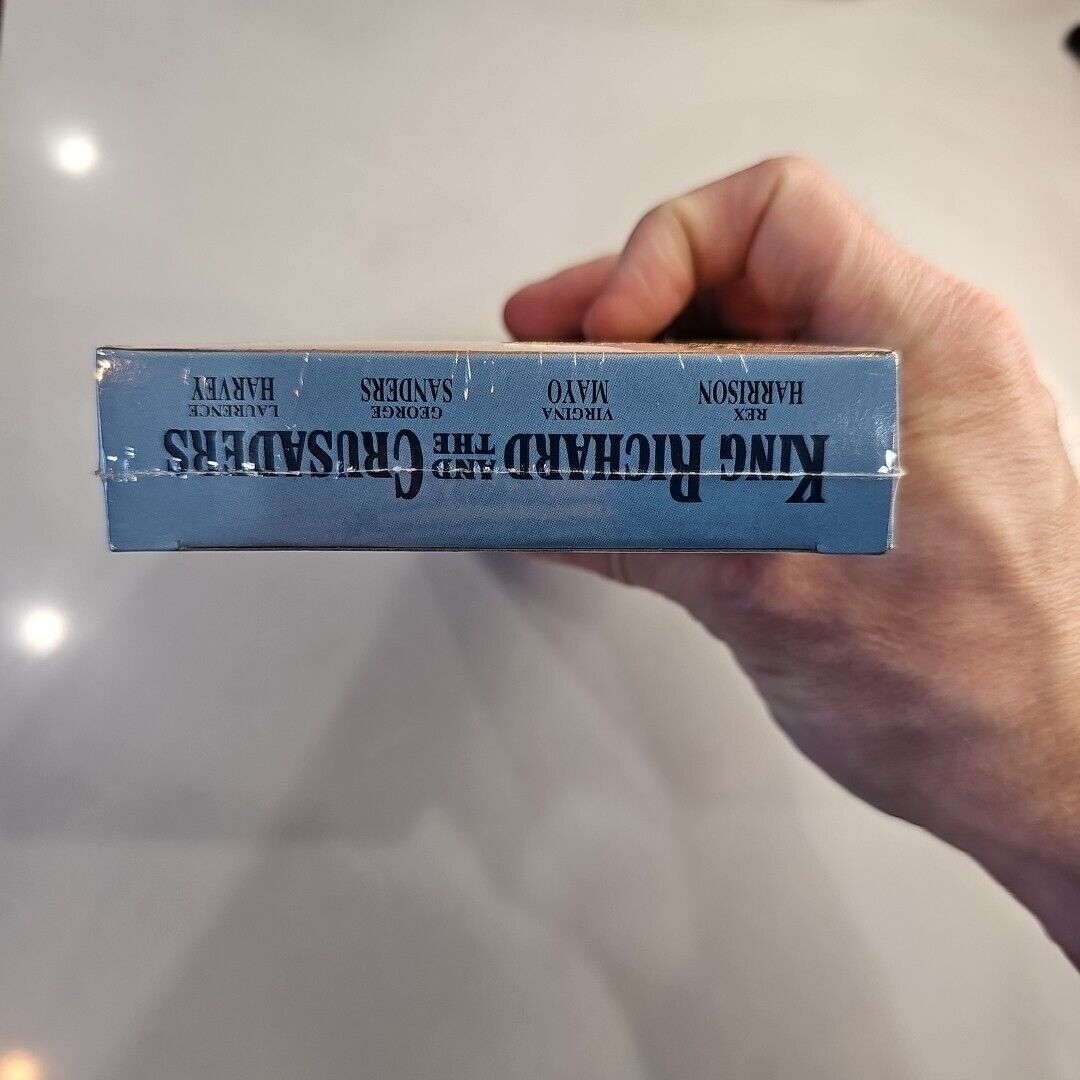 KING RICHARD AND THE CRUSADERS
REX
HARRISON
VIRGINA
MAYO
GEORGE
SANDERS
LAURENCE
HARVEY